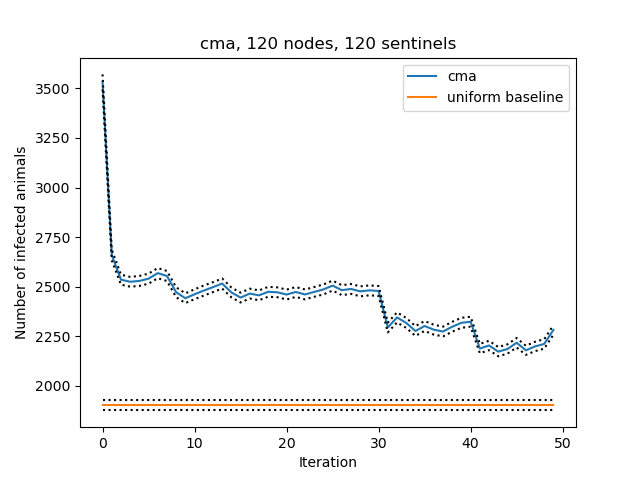 cma, 120 nodes, 120 sentinels
cma
uniform baseline
Number of infected animals
3500
3250
3000
2750
2500
2250
2000
0 10 20 30 40 50
Iteration